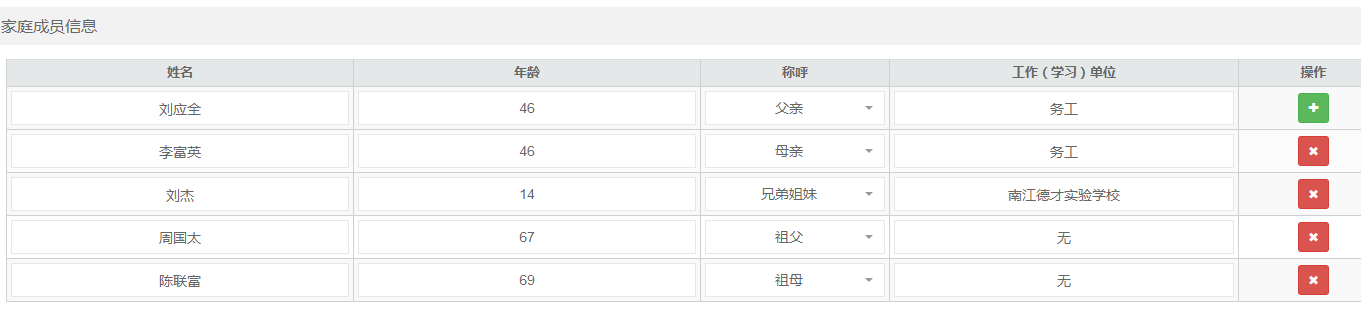 家庭成员信息
姓名 年龄 称呼 工作（学习）单位 操作
刘应全 46 父亲 务工
李富英 46 母亲 务工
刘杰 14 兄弟姐妹 南江德才实验学校
周国太 67 祖父 无
陈联富 69 祖母 无